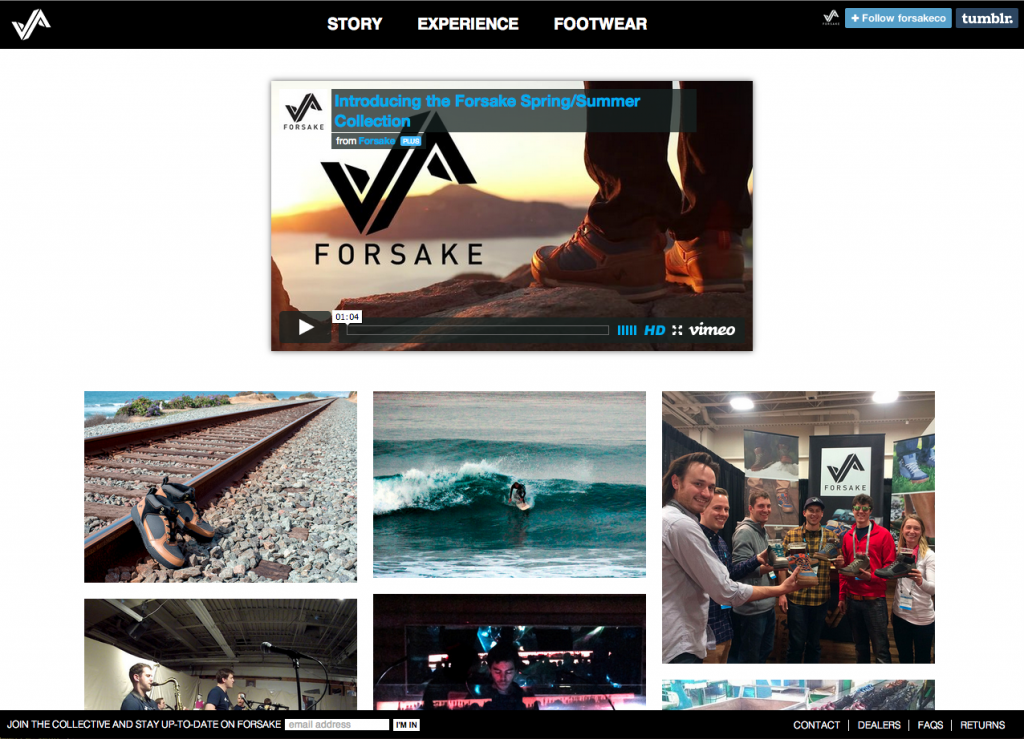 STORY
EXPERIENCE
FOOTWEAR
FORSAKE
+ Follow forsakeco
tumblr.
FORSAKE
Introducing the Forsake Spring/Summer
Collection
from Forsake PLUS
FORSAKE
01:04
HD
vimeo
FORSAKE
JOIN THE COLLECTIVE AND STAY UP-TO-DATE ON FORSAKE
email address
I'M IN
CONTACT
DEALERS
FAQS
RETURNS